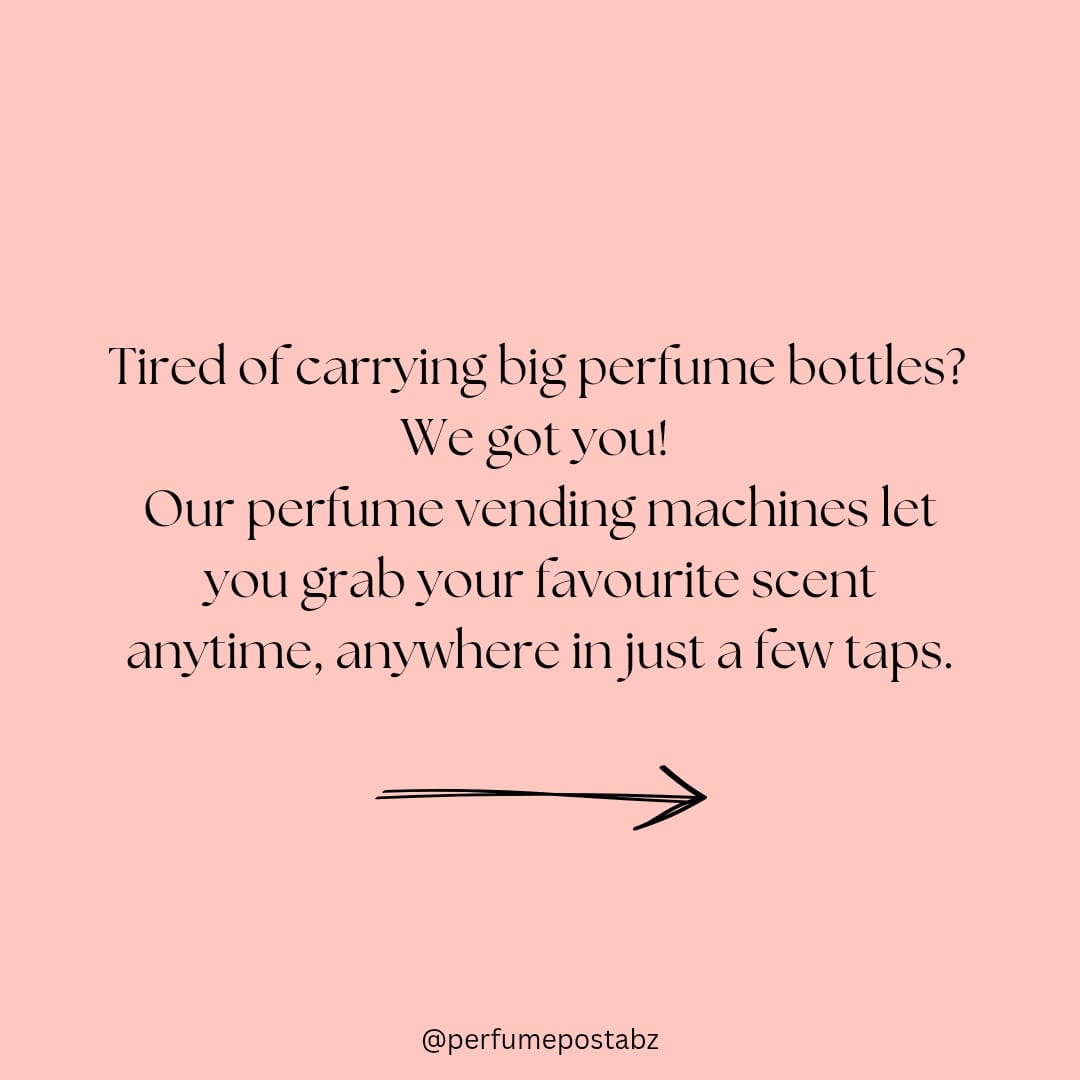 Tired of carrying big perfume bottles?
We got you!
Our perfume vending machines let
you grab your favourite scent
anytime, anywhere in just a few taps.
@perfumepostabz